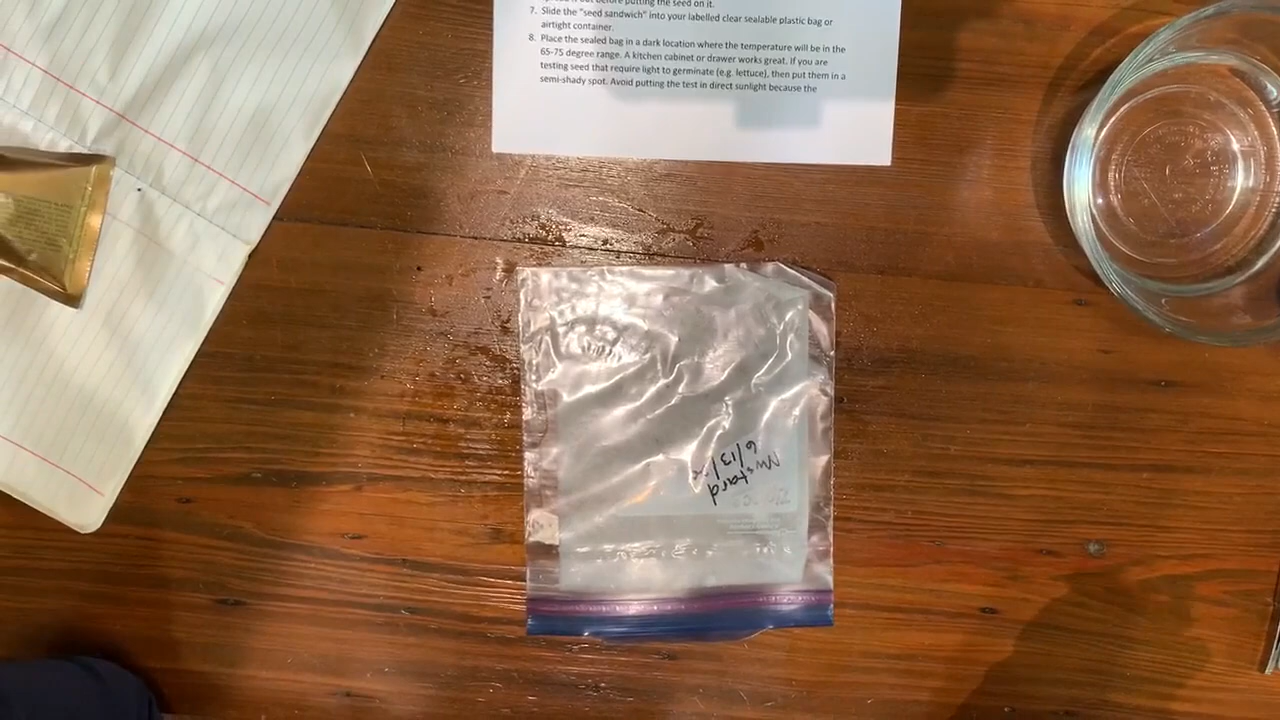 7. Slide the "seed sandwich" into your labelled clear sealable plastic bag or
airtight container.
8. Place the sealed bag in a dark location where the temperature will be in the
65-75 degree range. A kitchen cabinet or drawer works great. If you are
testing seed that require light to germinate (e.g. lettuce), then put them in a
semi-shady spot. Avoid putting the test in direct sunlight because the
Mustard
6/13/